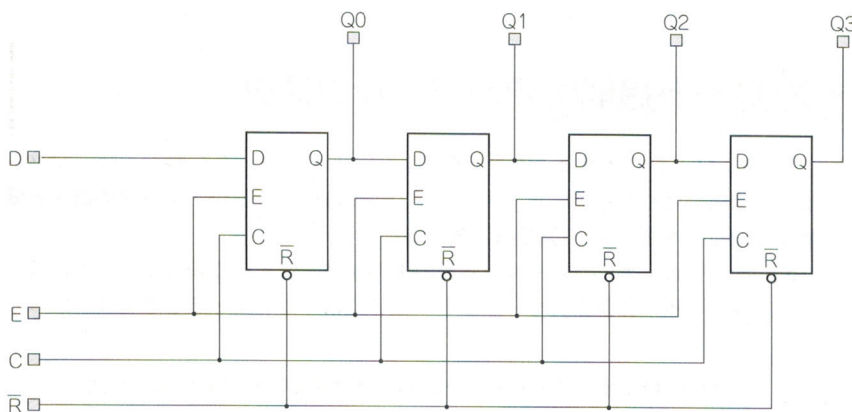 Q0 Q1 Q2 Q3
D D Q D Q D Q D Q
E E E E
C C C C
R̅ R̅ R̅ R̅
E
C
R̅